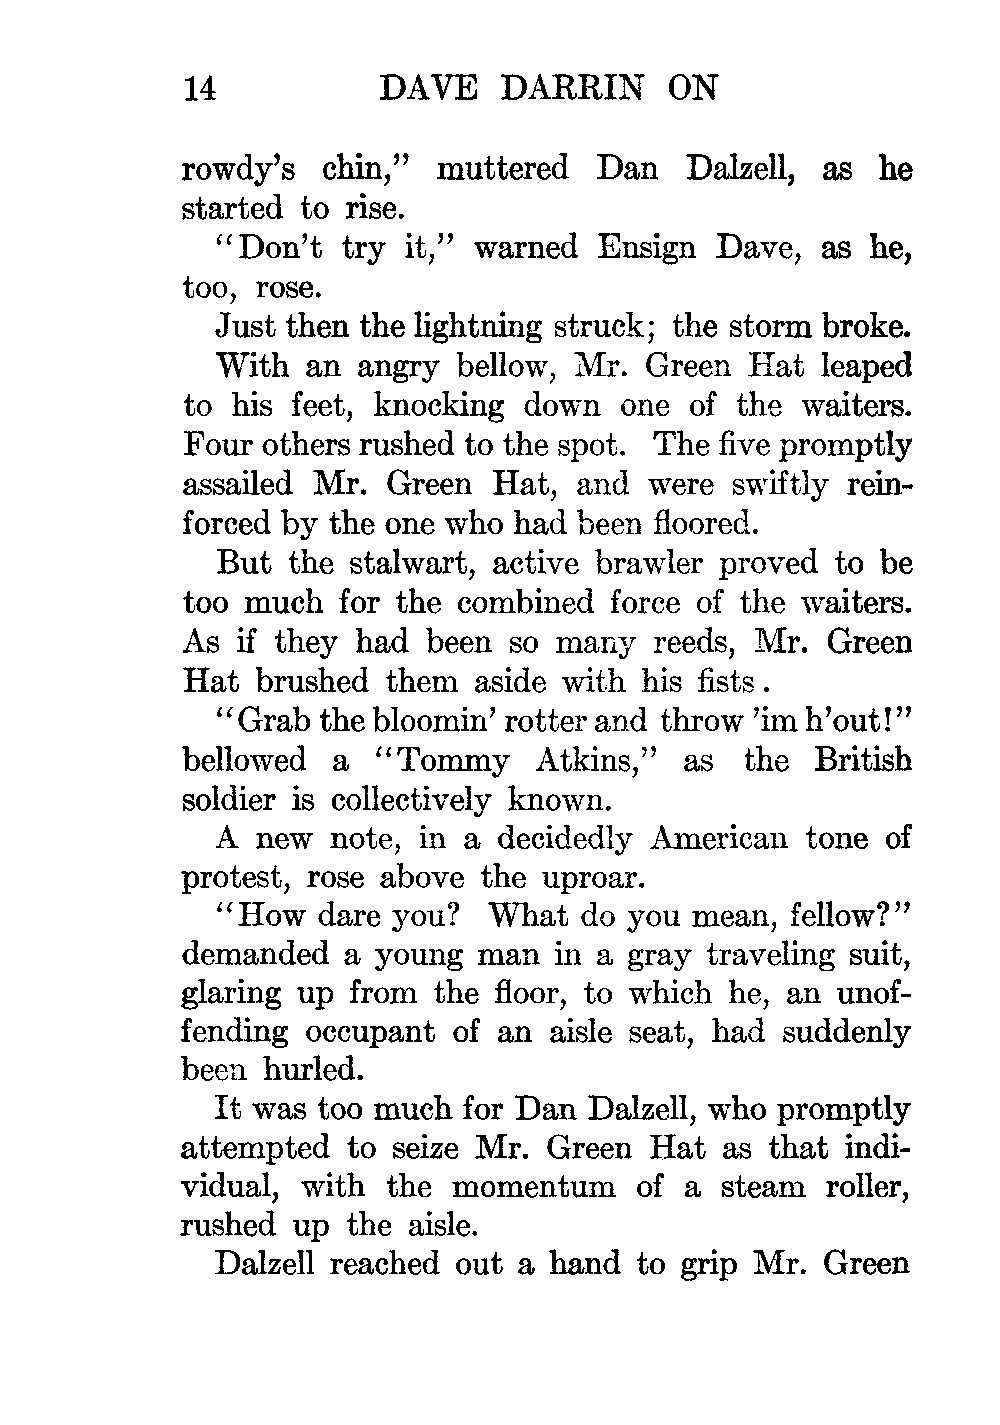 14 DAVE DARRIN ON
rowdy's chin," muttered Dan Dalzell, as he
started to rise.
"Don't try it," warned Ensign Dave, as he,
too, rose.
Just then the lightning struck; the storm broke.
With an angry bellow, Mr. Green Hat leaped
to his feet, knocking down one of the waiters.
Four others rushed to the spot. The five promptly
assailed Mr. Green Hat, and were swiftly rein-
forced by the one who had been floored.
But the stalwart, active brawler proved to be
too much for the combined force of the waiters.
As if they had been so many reeds, Mr. Green
Hat brushed them aside with his fists.
"Grab the bloomin' rotter and throw 'im h'out!"
bellowed a "Tommy Atkins," as the British
soldier is collectively known.
A new note, in a decidedly American tone of
protest, rose above the uproar.
"How dare you? What do you mean, fellow?"
demanded a young man in a gray traveling suit,
glaring up from the floor, to which he, an unof-
fending occupant of an aisle seat, had suddenly
been hurled.
It was too much for Dan Dalzell, who promptly
attempted to seize Mr. Green Hat as that indi-
vidual, with the momentum of a steam roller,
rushed up the aisle.
Dalzell reached out a hand to grip Mr. Green